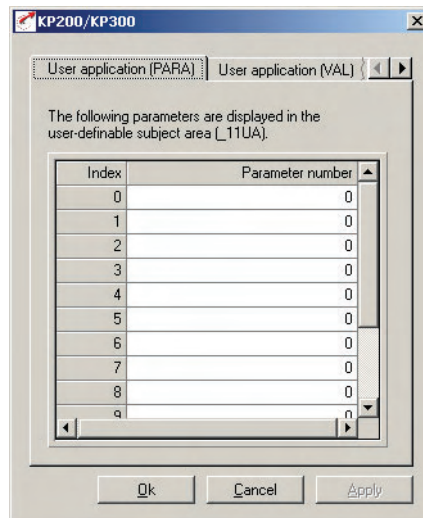 KP200/KP300
User application (PARA) User application (VAL)
The following parameters are displayed in the
user-definable subject area (_11UA).
Index Parameter number
0 0
1 0
2 0
3 0
4 0
5 0
6 0
7 0
8 0
9 0
Ok Cancel Apply